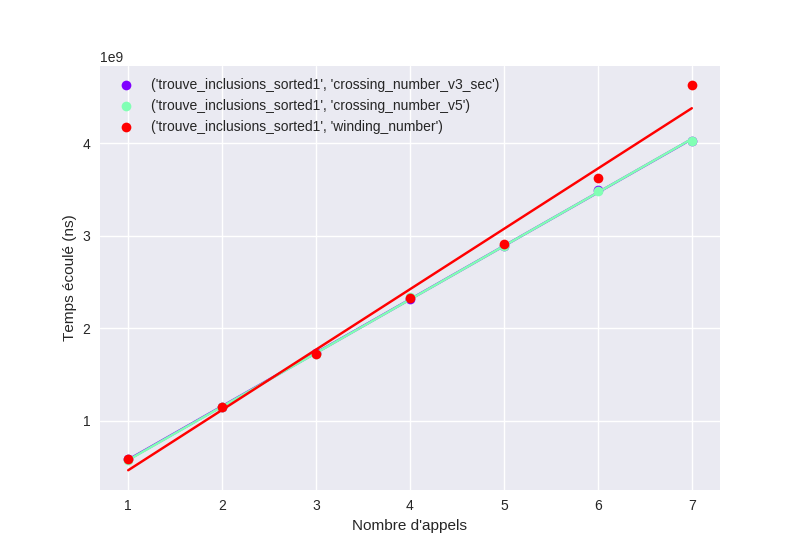 1e9
('trouve_inclusions_sorted1', 'crossing_number_v3_sec')
('trouve_inclusions_sorted1', 'crossing_number_v5')
('trouve_inclusions_sorted1', 'winding_number')
4
3
2
1
Temps écoulé (ns)
1 2 3 4 5 6 7
Nombre d'appels